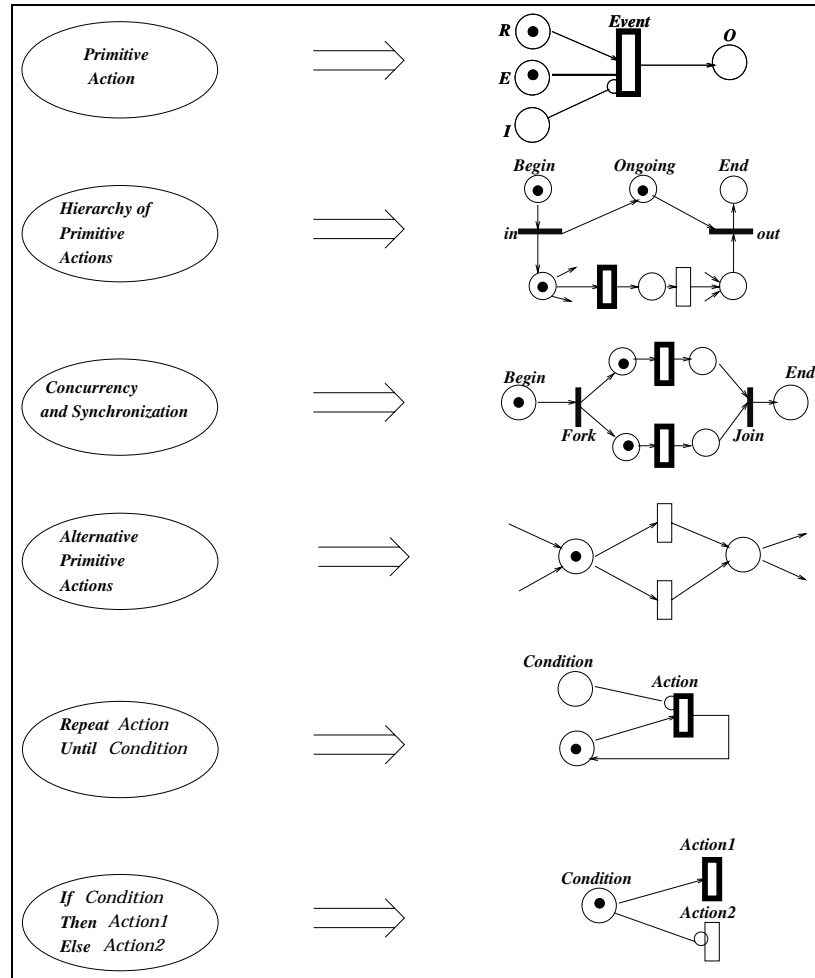 Primitive
Action
R
E
I
Event
O
Hierarchy of
Primitive
Actions
Begin
Ongoing
End
in
out
Concurrency
and Synchronization
Begin
Fork
Join
End
Alternative
Primitive
Actions
Repeat Action
Until Condition
Condition
Action
If Condition
Then Action1
Else Action2
Condition
Action1
Action2